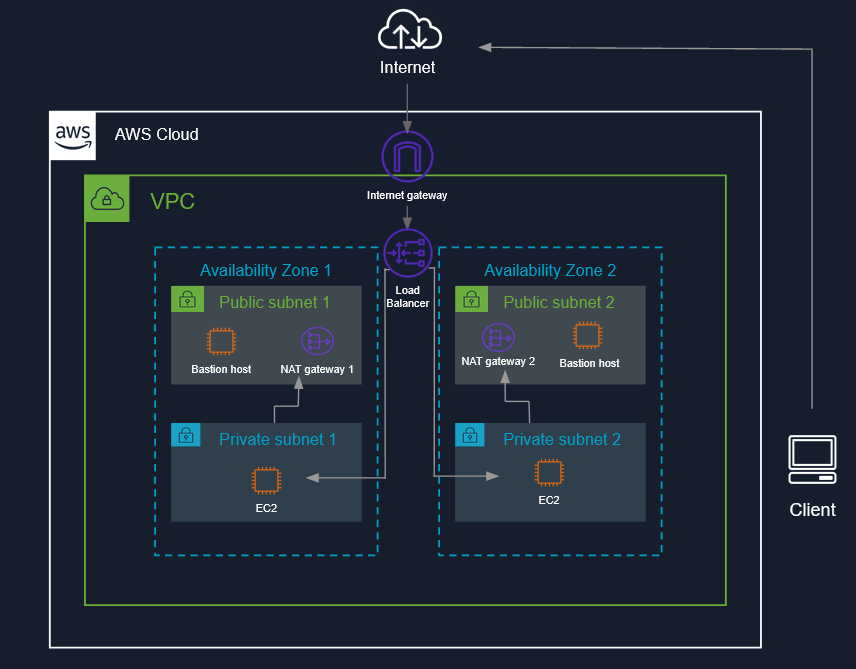 Internet
aws
AWS Cloud
Internet gateway
VPC
Availability Zone 1
Availability Zone 2
Load
Balancer
Public subnet 1
Public subnet 2
Bastion host
NAT gateway 1
NAT gateway 2
Bastion host
Private subnet 1
Private subnet 2
EC2
EC2
Client